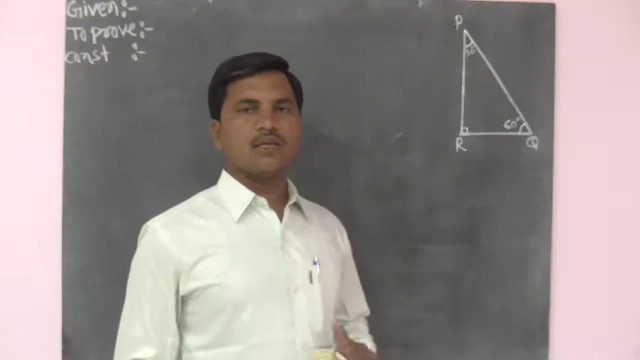 Given:-
To prove:-
const :-
P
30°
60°
R
Q